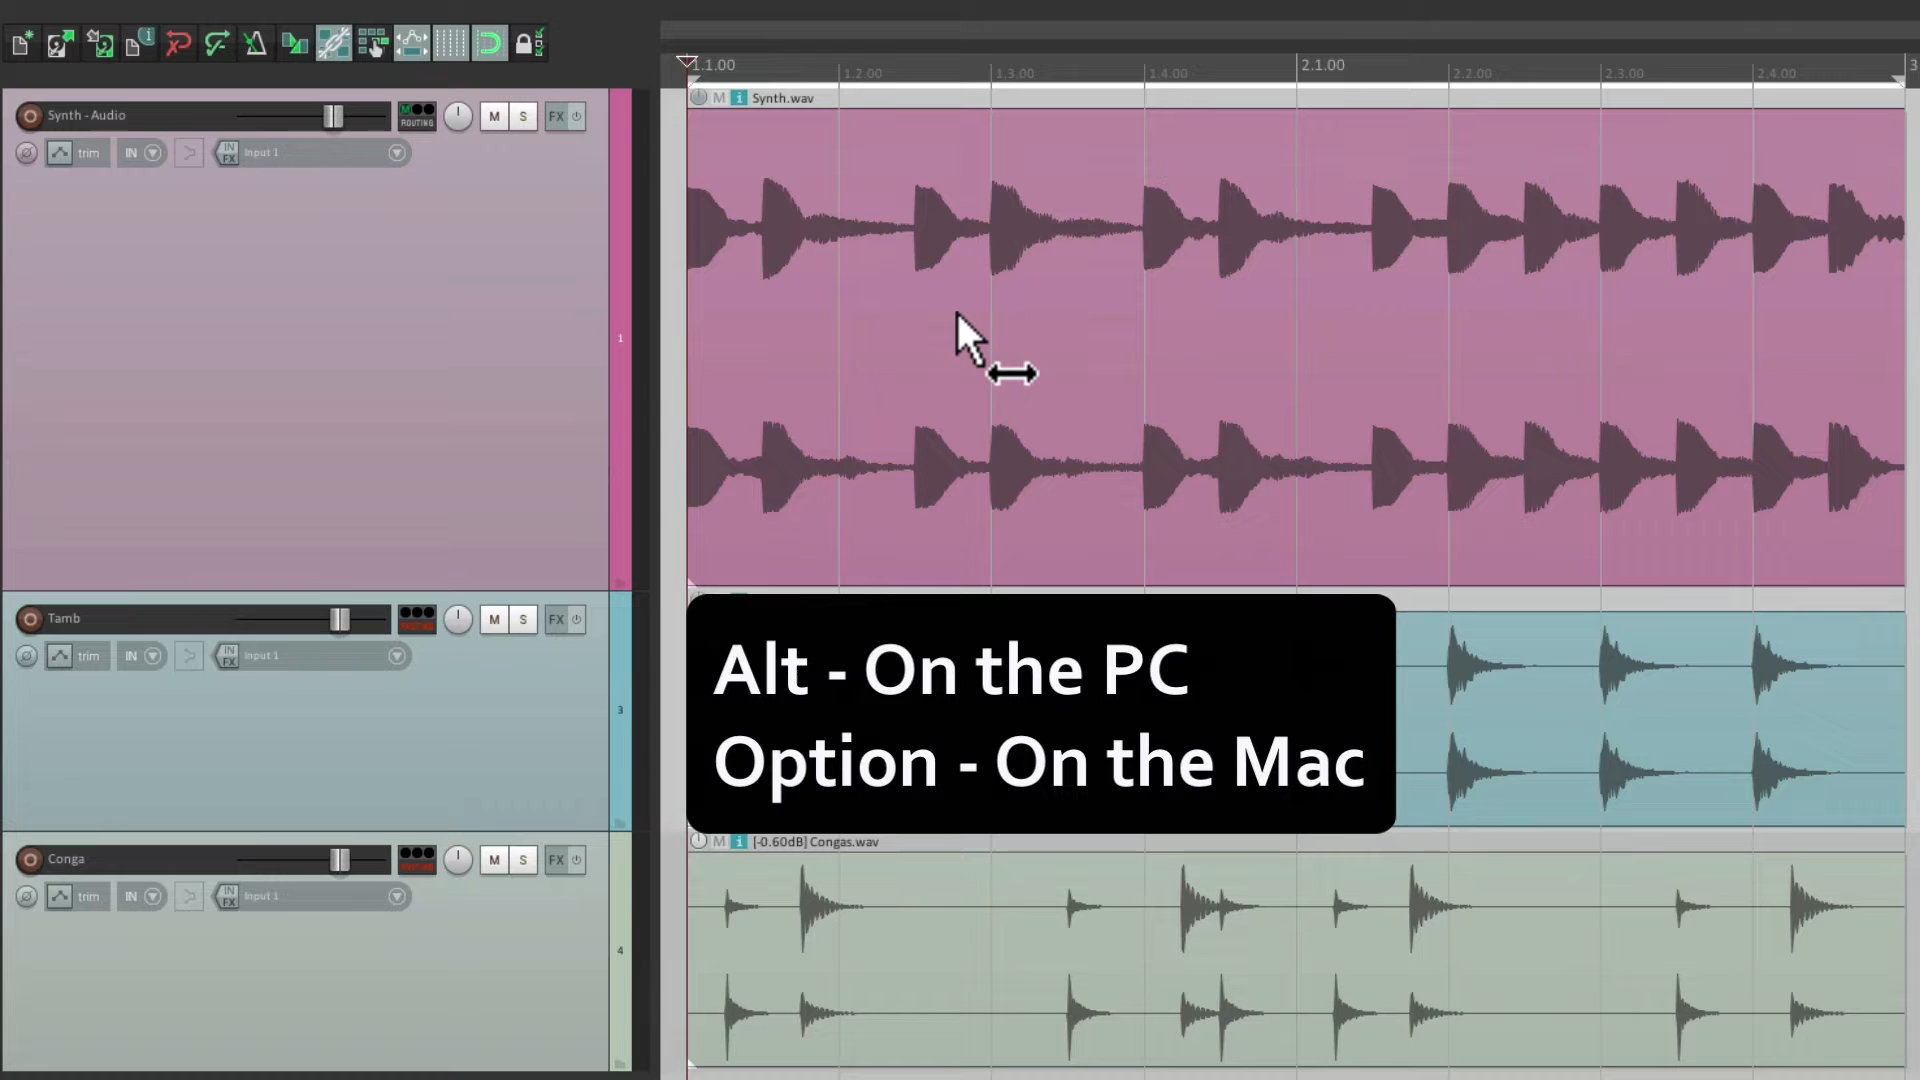 1.1.00
1.2.00
1.3.00
1.4.00
2.1.00
2.2.00
2.3.00
2.4.00
3
Synth - Audio
ROUTING
M
S
FX
M
i
Synth.wav
trim
IN
IN
FX
Input 1
1
Tamb
M
S
FX
trim
IN
IN
FX
Input 1
3
Alt - On the PC
Option - On the Mac
M
i
[-0.60dB] Congas.wav
Conga
M
S
FX
trim
IN
IN
FX
Input 1
4